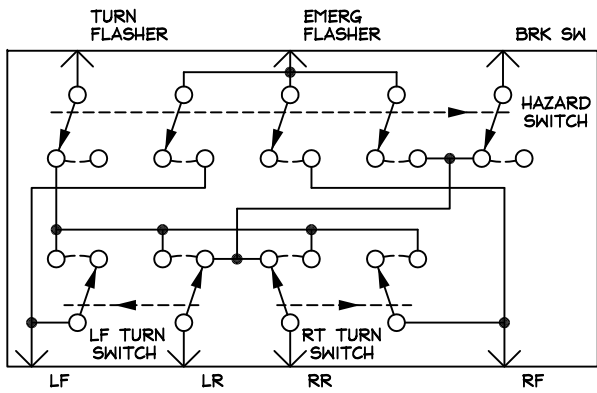 TURN
FLASHER
EMERG
FLASHER
BRK SW
HAZARD
SWITCH
LF TURN
SWITCH
RT TURN
SWITCH
LF
LR
RR
RF